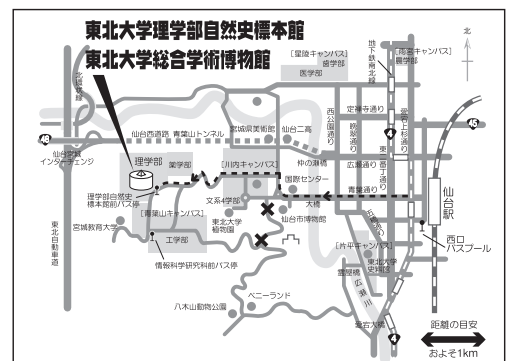 東北大学理学部自然史標本館
東北大学総合学術博物館
北
[星陵キャンパス]
歯学部
医学部
地下鉄南北線
[雨宮キャンパス]
農学部
北環状線
西公園通り
定禅寺通り
晩翠通り
愛宕上杉通り
48
仙台西道路
青葉山トンネル
宮城県美術館
仙台二高
4
45
仙台宮城
インターチェンジ
仲の瀬橋
広瀬通り
東二番丁通り
理学部
薬学部
[川内キャンパス]
国際センター
青葉通り
仙台駅
理学部自然史
標本館前バス停
文系4学部
大橋
仙台市博物館
五橋通り
西口
バスプール
[青葉山キャンパス]
東北大学
植物園
宮城教育大学
工学部
[片平キャンパス]
東北大学
史料館
東北自動車道
情報科学研究科前バス停
霊屋橋
広瀬川
ベニーランド
八木山動物公園
愛宕大橋
4
距離の目安
およそ1km